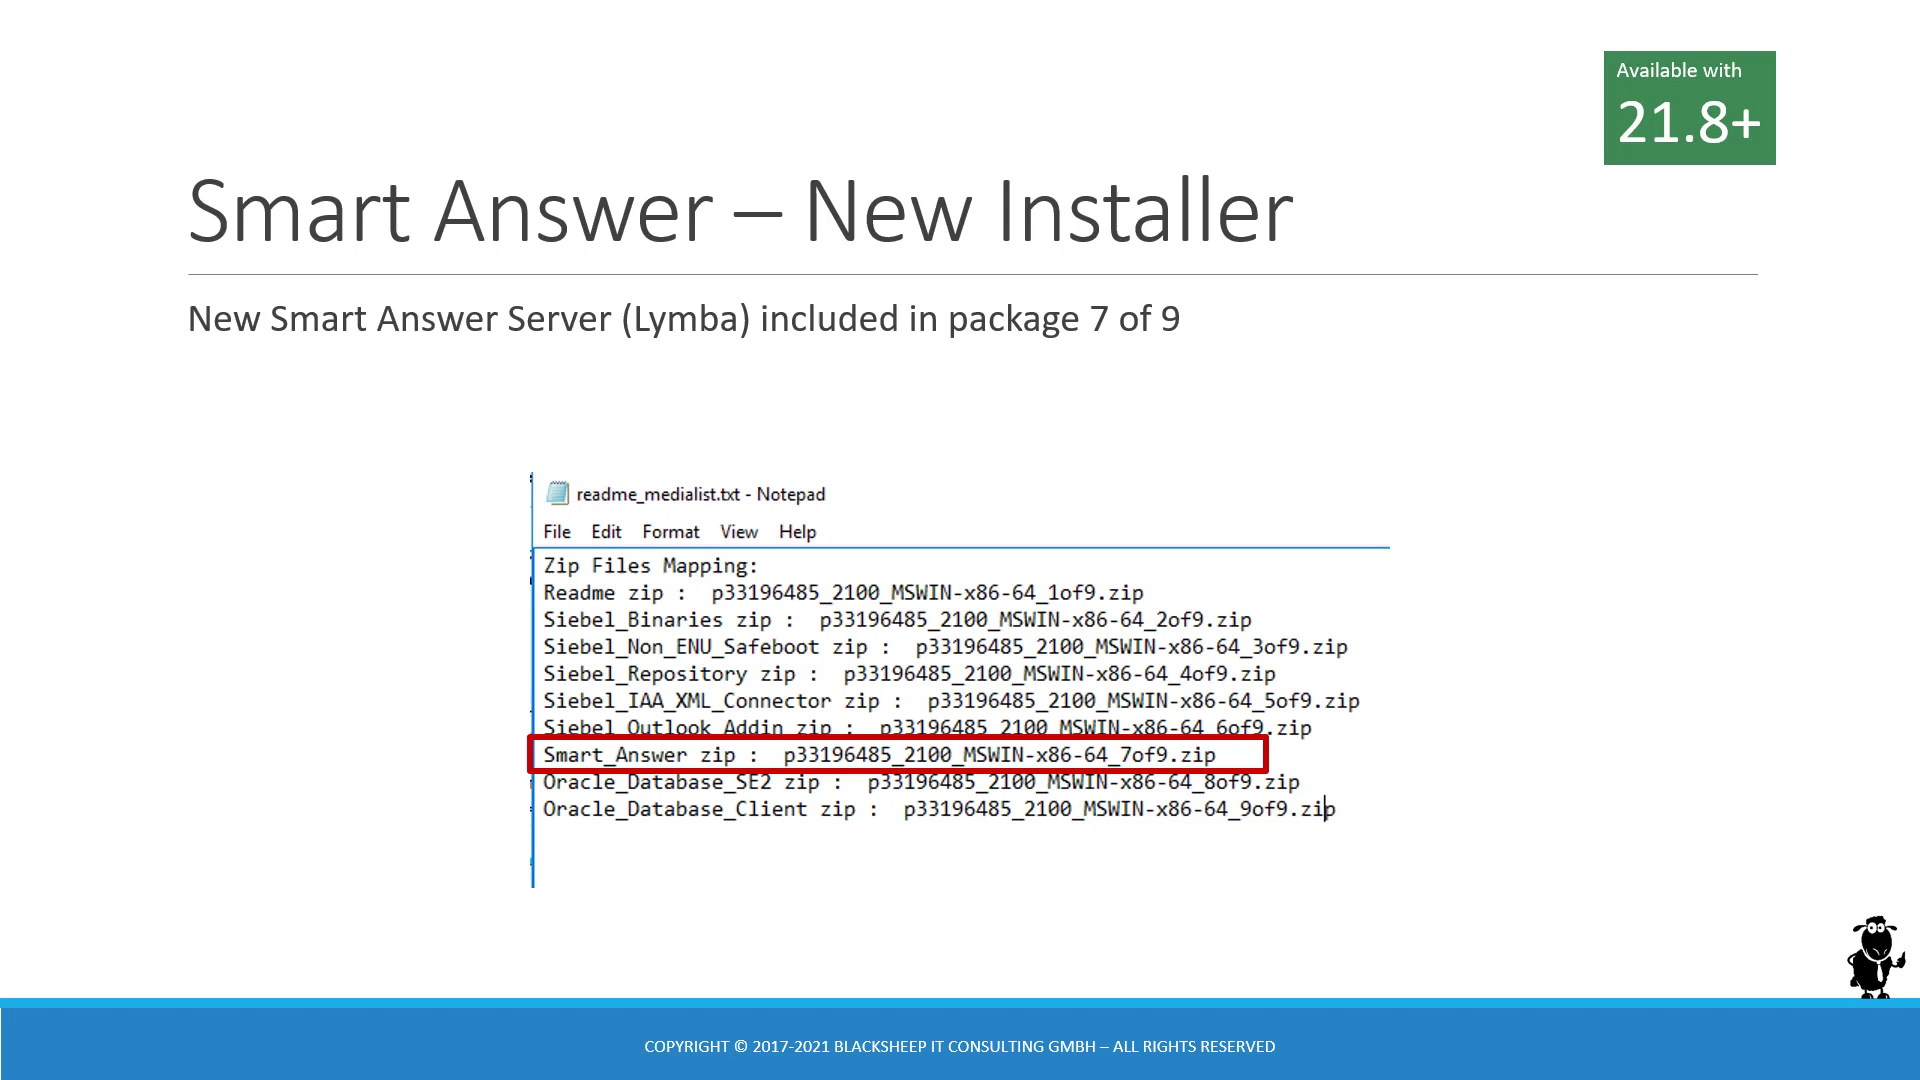 Available with
21.8+
Smart Answer – New Installer
New Smart Answer Server (Lymba) included in package 7 of 9
readme_medialist.txt - Notepad
File Edit Format View Help
Zip Files Mapping:
Readme zip : p33196485_2100_MSWIN-x86-64_1of9.zip
Siebel_Binaries zip : p33196485_2100_MSWIN-x86-64_2of9.zip
Siebel_Non_ENU_Safeboot zip : p33196485_2100_MSWIN-x86-64_3of9.zip
Siebel_Repository zip : p33196485_2100_MSWIN-x86-64_4of9.zip
Siebel_IAA_XML_Connector zip : p33196485_2100_MSWIN-x86-64_5of9.zip
Siebel_Outlook_Addin zip : p33196485_2100_MSWIN-x86-64_6of9.zip
Smart_Answer zip : p33196485_2100_MSWIN-x86-64_7of9.zip
Oracle_Database_SE2 zip : p33196485_2100_MSWIN-x86-64_8of9.zip
Oracle_Database_Client zip : p33196485_2100_MSWIN-x86-64_9of9.zip
COPYRIGHT © 2017-2021 BLACKSHEEP IT CONSULTING GMBH – ALL RIGHTS RESERVED